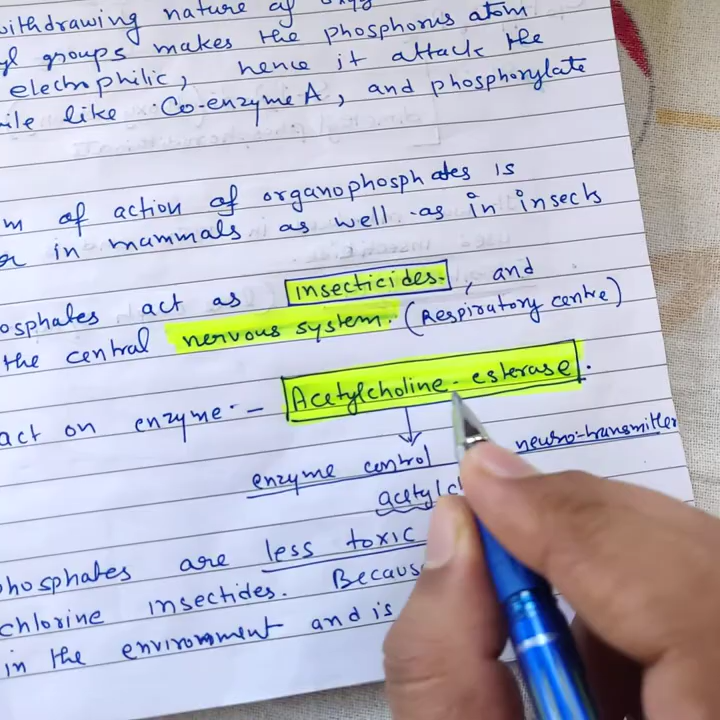 withdrawing nature of
groups makes the phosphorus atom
electrophilic, hence it attack the
like Co-enzyme A, and phosphorylate
of action of organophosphates is
in mammals as well as in insects
act as insecticides. , and
the central nervous system. (Respiratory centre)
act on enzyme - Acetylcholine-esterase.
enzyme control neuro-transmitter
acetylc
phosphates are less toxic
chlorine insectides. Becaus
in the environment and is